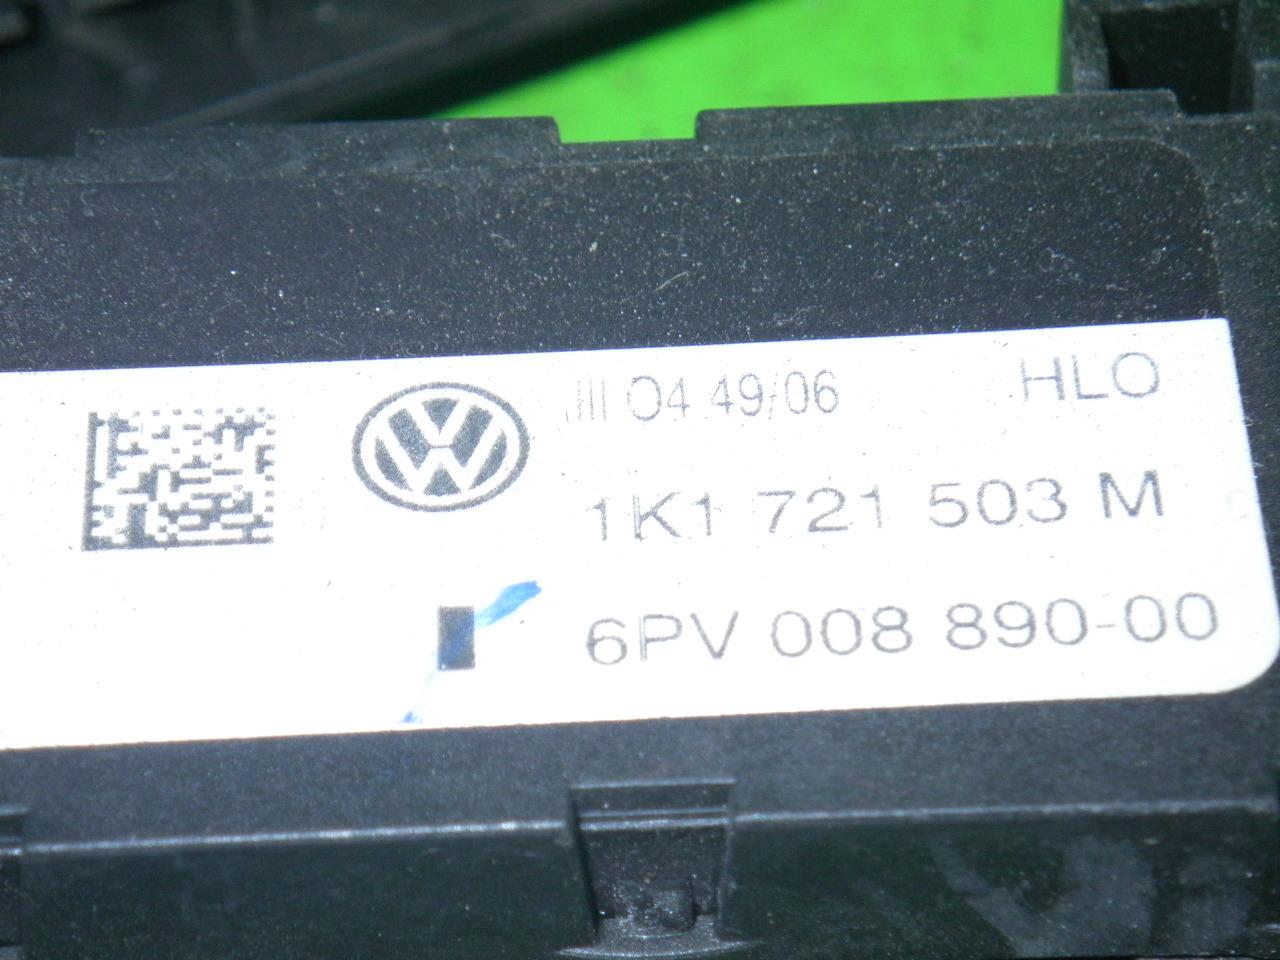 04 49/06 HLO
1K1 721 503 M
6PV 008 890-00